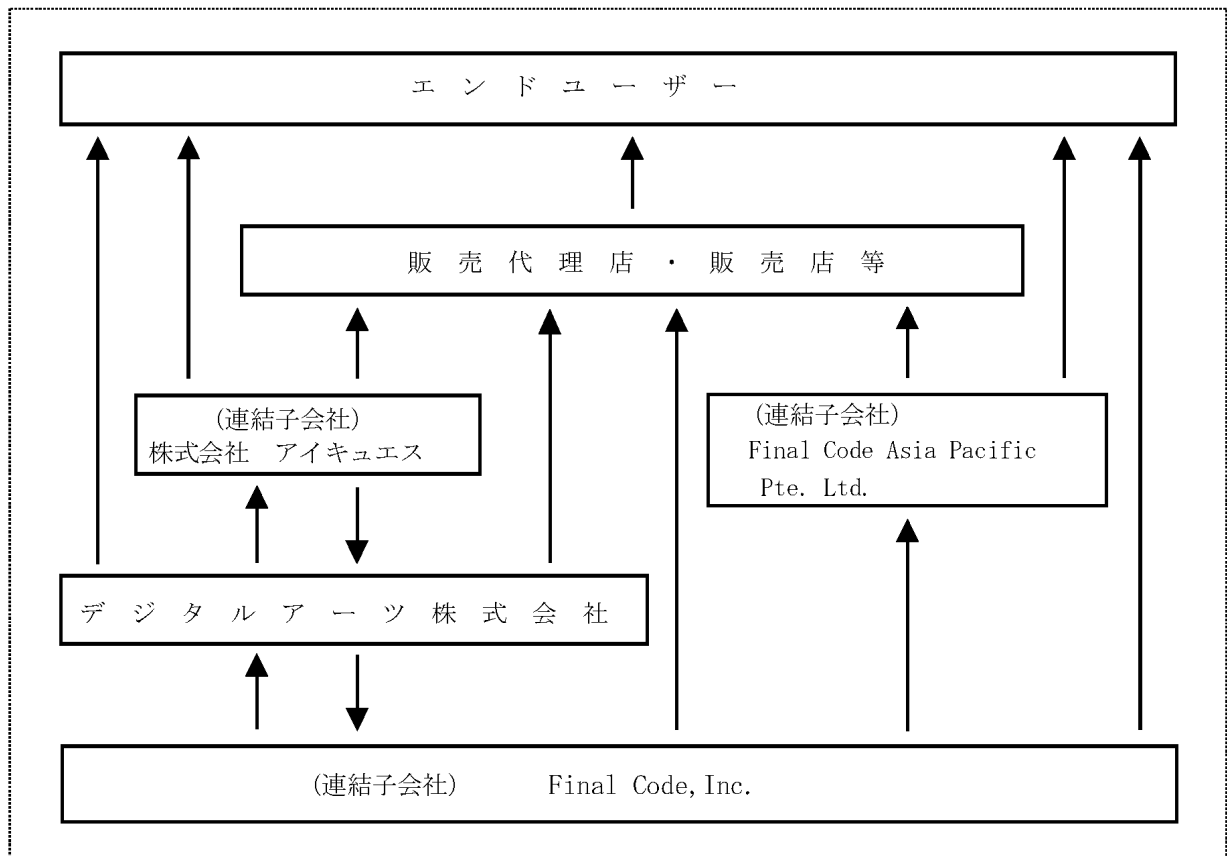 エンドユーザー
販売代理店・販売店等
(連結子会社)
株式会社　アイキュエス
(連結子会社)
Final Code Asia Pacific
Pte. Ltd.
デジタルアーツ株式会社
(連結子会社)　Final Code,Inc.